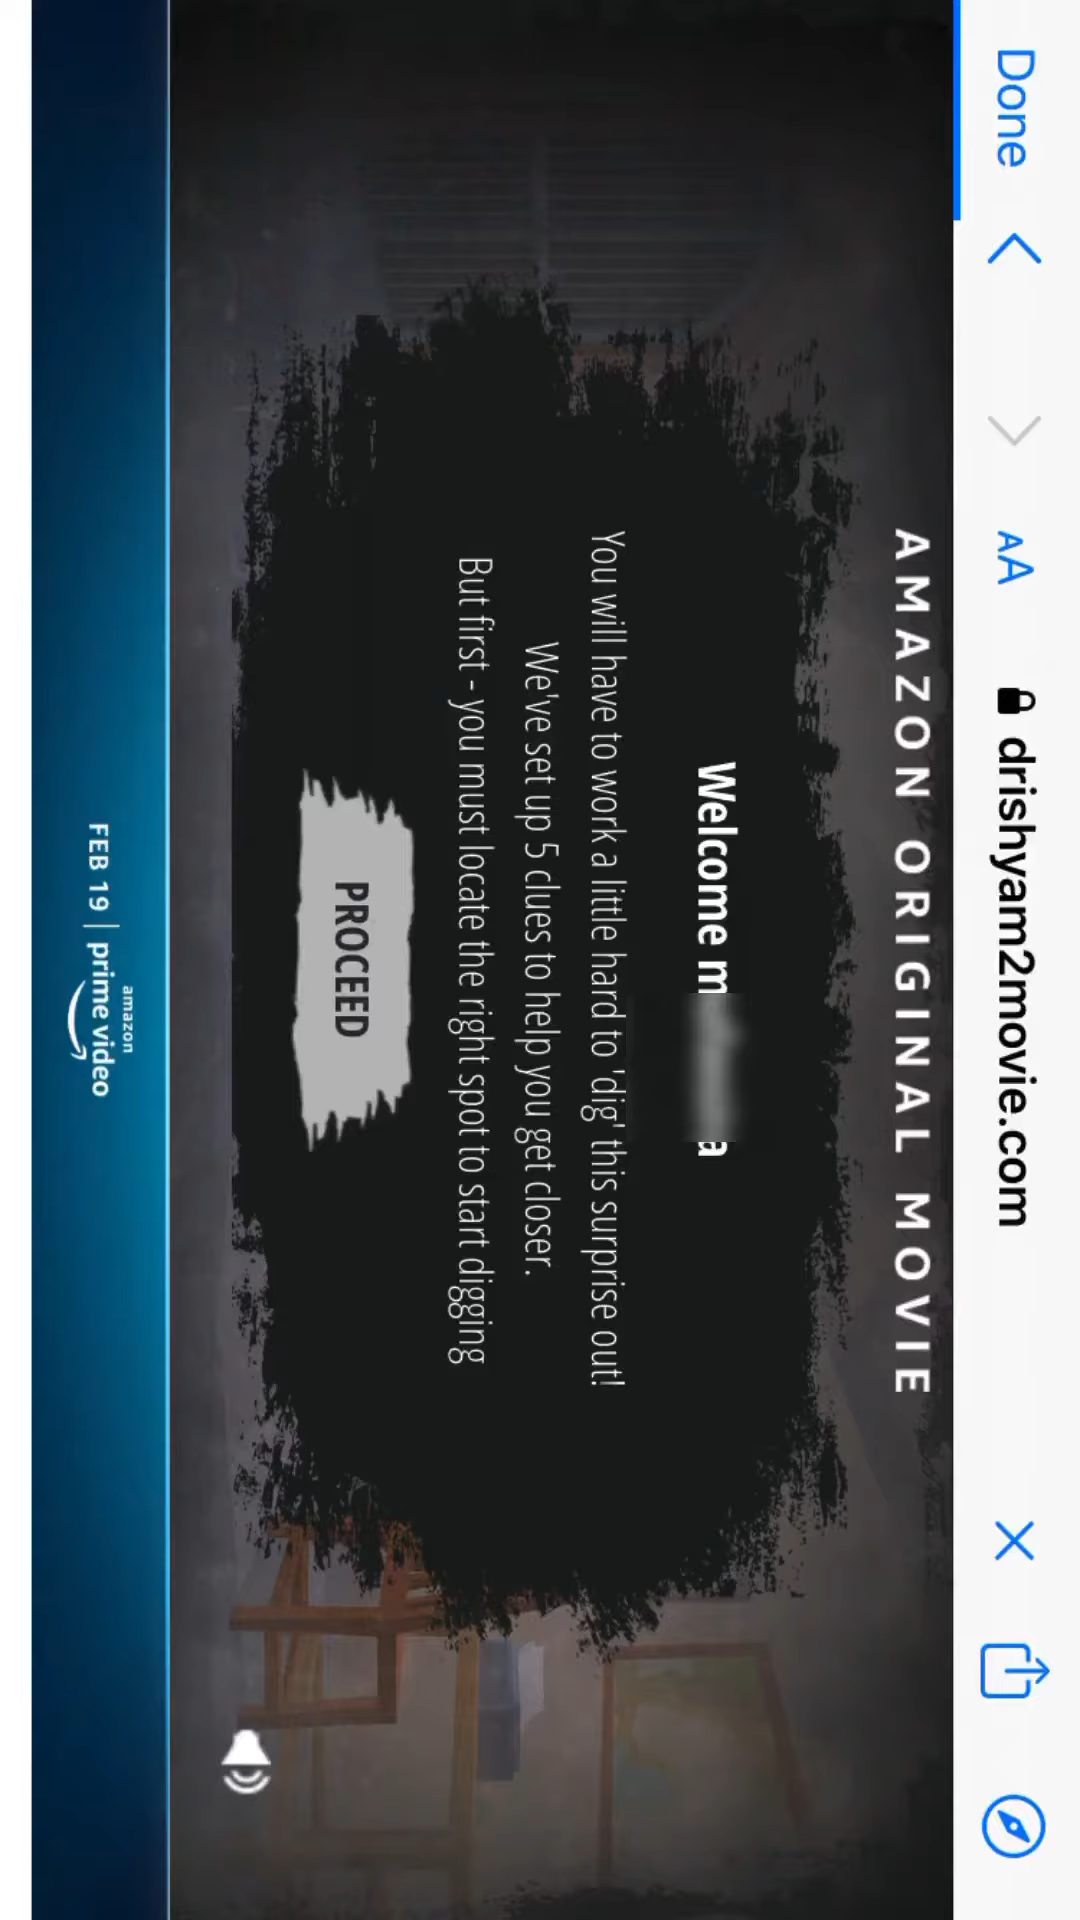 Done
AA
drishyam2movie.com
AMAZON ORIGINAL MOVIE
Welcome
You will have to work a little hard to 'dig' this surprise out!
We've set up 5 clues to help you get closer.
But first - you must locate the right spot to start digging
PROCEED
FEB 19 | amazon prime video